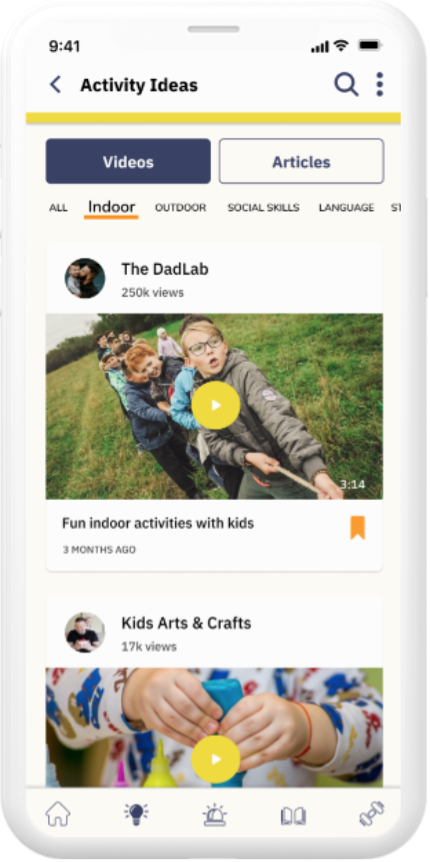 9:41
Activity Ideas
Videos Articles
ALL Indoor OUTDOOR SOCIAL SKILLS LANGUAGE ST
The DadLab
250k views
3:14
Fun indoor activities with kids
3 MONTHS AGO
Kids Arts & Crafts
17k views